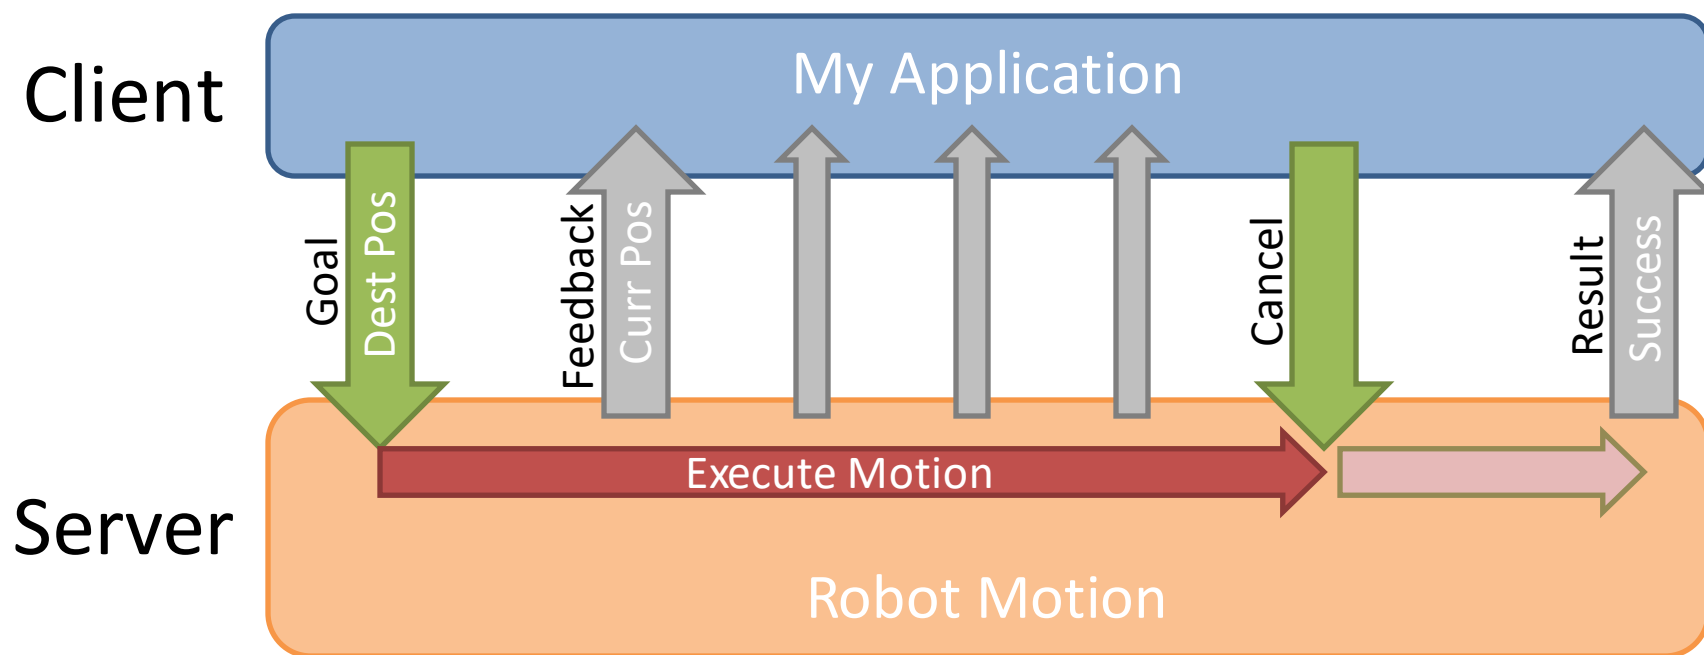 Client
My Application
Goal
Dest Pos
Feedback
Curr Pos
Cancel
Result
Success
Execute Motion
Server
Robot Motion